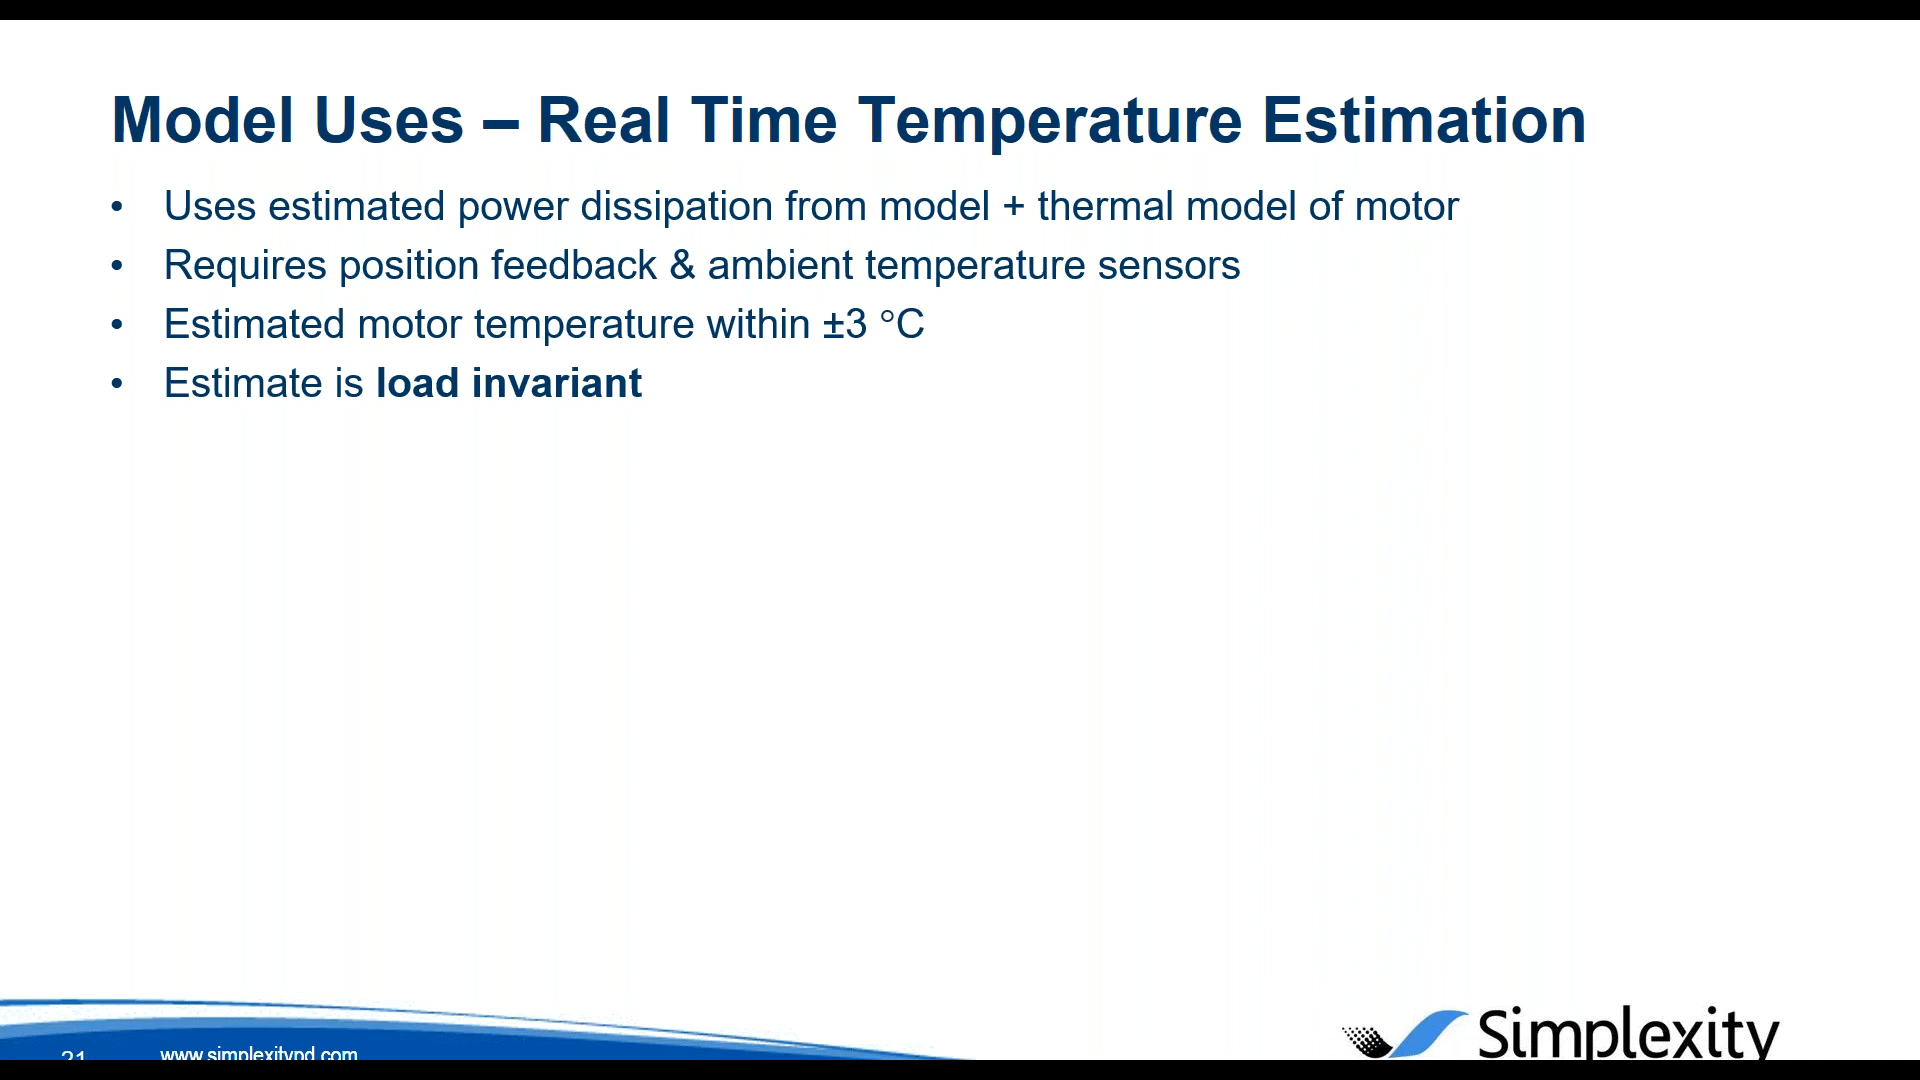 Model Uses – Real Time Temperature Estimation
• Uses estimated power dissipation from model + thermal model of motor
• Requires position feedback & ambient temperature sensors
• Estimated motor temperature within ±3 °C
• Estimate is load invariant
21 www.simplexitypd.com
Simplexity